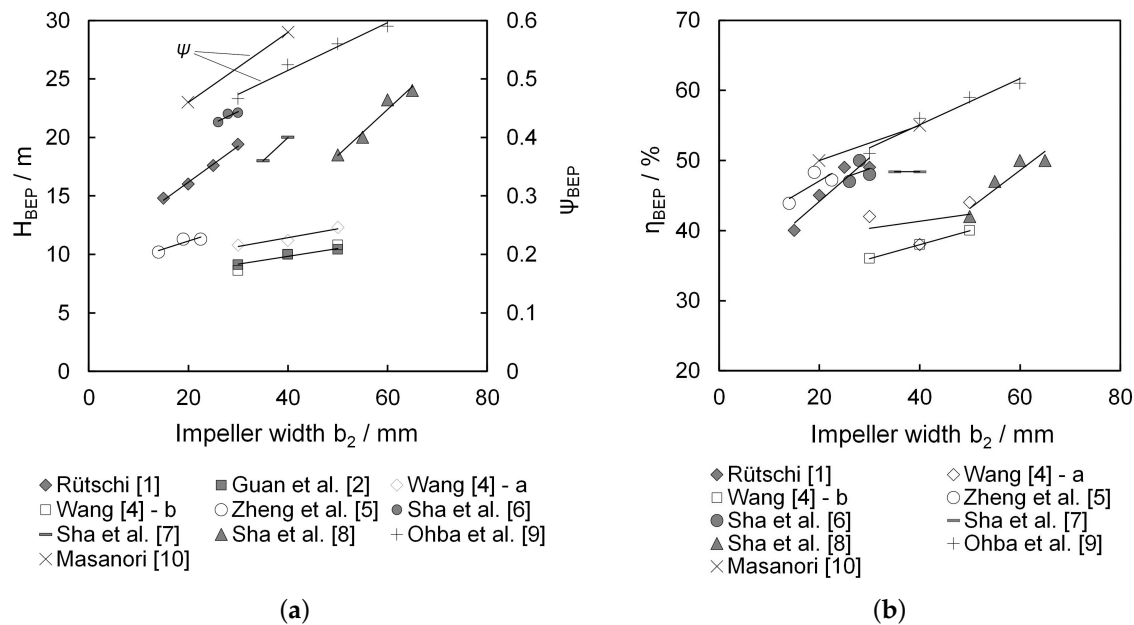 30
25
20
15
10
5
0
H_BEP / m
ψ
0.6
0.5
0.4
0.3
0.2
0.1
0
Ψ_BEP
0 20 40 60 80
Impeller width b₂ / mm
Rütschi [1] Guan et al. [2] Wang [4] - a
Wang [4] - b Zheng et al. [5] Sha et al. [6]
Sha et al. [7] Sha et al. [8] Ohba et al. [9]
Masanori [10]
(a)
70
60
50
40
30
20
η_BEP / %
0 20 40 60 80
Impeller width b₂ / mm
Rütschi [1] Wang [4] - a
Wang [4] - b Zheng et al. [5]
Sha et al. [6] Sha et al. [7]
Sha et al. [8] Ohba et al. [9]
Masanori [10]
(b)